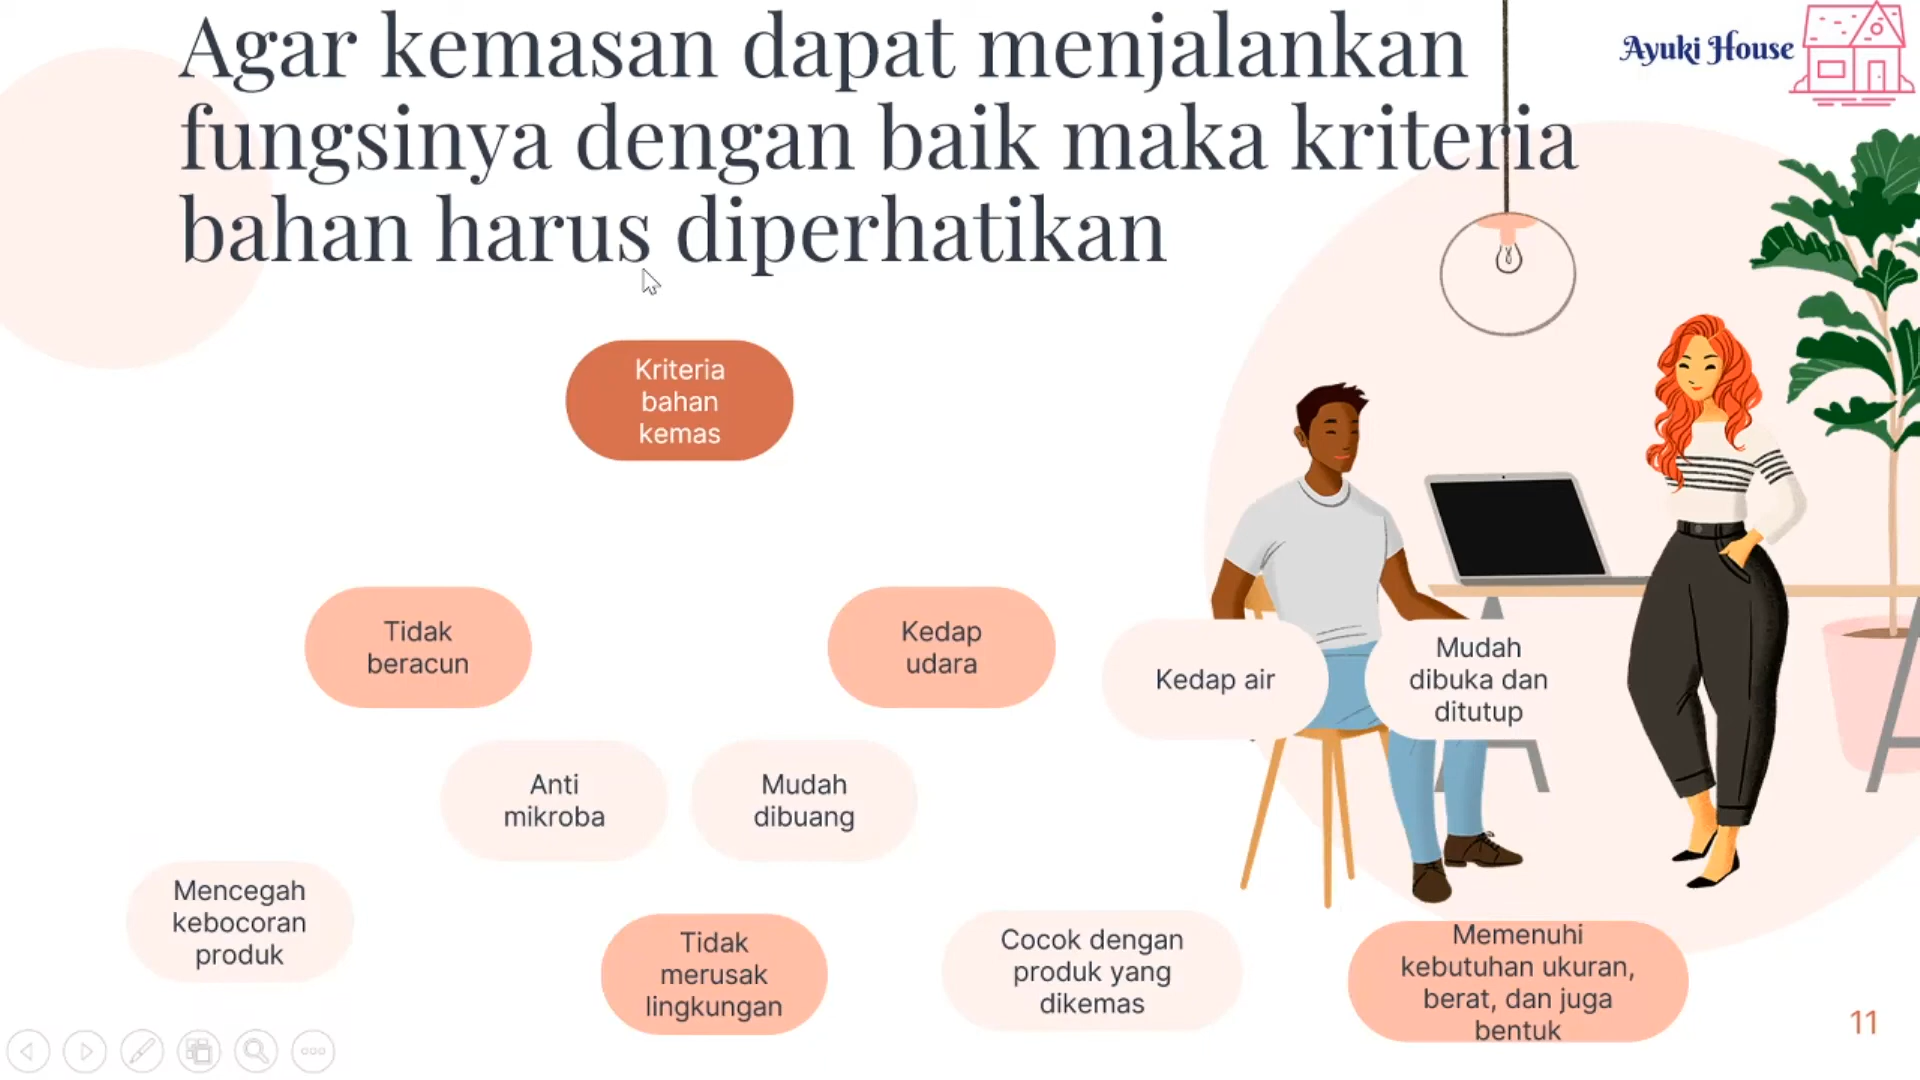 Agar kemasan dapat menjalankan
fungsinya dengan baik maka kriteria
bahan harus diperhatikan
Ayuki House
Kriteria
bahan
kemas
Tidak
beracun
Kedap
udara
Kedap air
Mudah
dibuka dan
ditutup
Anti
mikroba
Mudah
dibuang
Mencegah
kebocoran
produk
Tidak
merusak
lingkungan
Cocok dengan
produk yang
dikemas
Memenuhi
kebutuhan ukuran,
berat, dan juga
bentuk
11